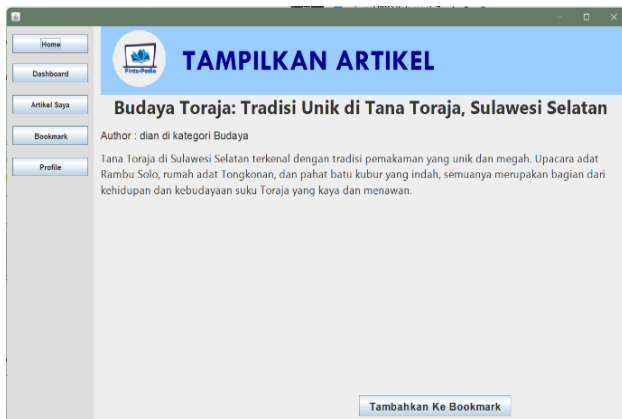 Home
Dashboard
Artikel Saya
Bookmark
Profile
PinterPedia
TAMPILKAN ARTIKEL
Budaya Toraja: Tradisi Unik di Tana Toraja, Sulawesi Selatan
Author : dian di kategori Budaya
Tana Toraja di Sulawesi Selatan terkenal dengan tradisi pemakaman yang unik dan megah. Upacara adat
Rambu Solo, rumah adat Tongkonan, dan pahat batu kubur yang indah, semuanya merupakan bagian dari
kehidupan dan kebudayaan suku Toraja yang kaya dan menawan.
Tambahkan Ke Bookmark